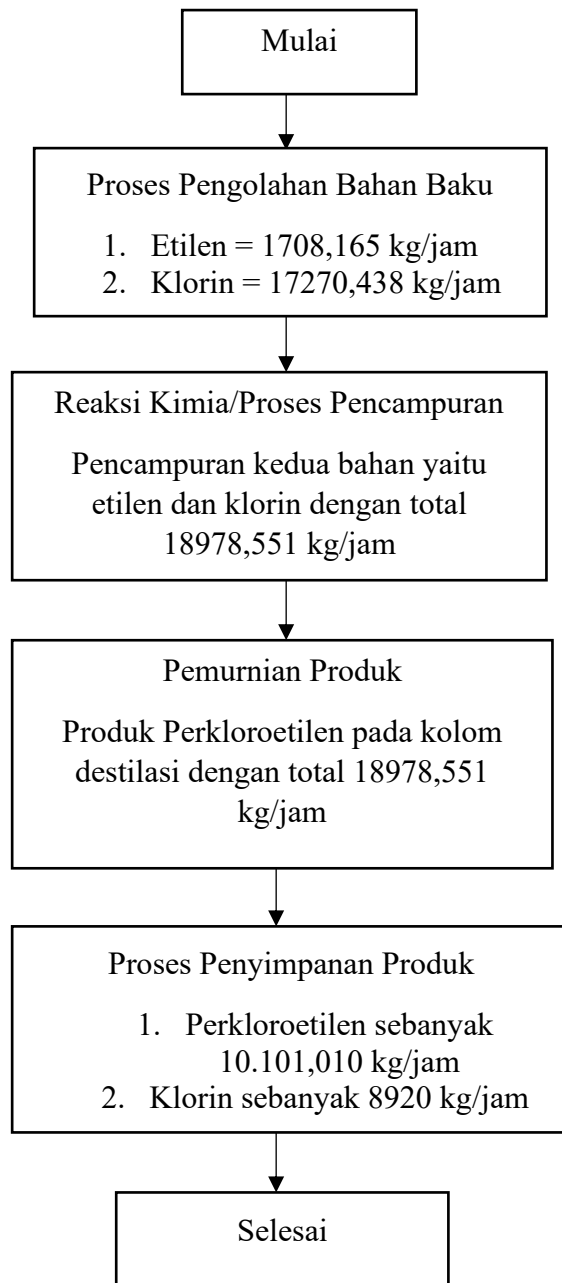 Mulai
Proses Pengolahan Bahan Baku
1. Etilen = 1708,165 kg/jam
2. Klorin = 17270,438 kg/jam
Reaksi Kimia/Proses Pencampuran
Pencampuran kedua bahan yaitu
etilen dan klorin dengan total
18978,551 kg/jam
Pemurnian Produk
Produk Perkloroetilen pada kolom
destilasi dengan total 18978,551
kg/jam
Proses Penyimpanan Produk
1. Perkloroetilen sebanyak
10.101,010 kg/jam
2. Klorin sebanyak 8920 kg/jam
Selesai